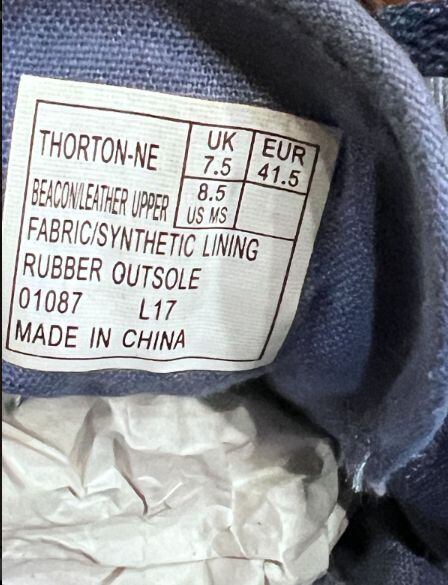 THORTON-NE
UK
7.5
EUR
41.5
BEACON/LEATHER UPPER
8.5
US MS
FABRIC/SYNTHETIC LINING
RUBBER OUTSOLE
01087 L17
MADE IN CHINA